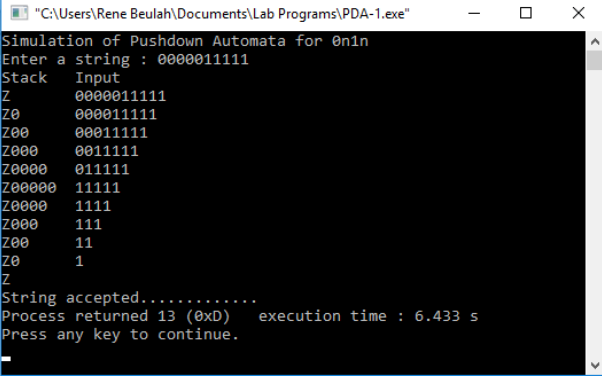 "C:\Users\Rene Beulah\Documents\Lab Programs\PDA-1.exe"
Simulation of Pushdown Automata for 0n1n
Enter a string : 0000011111
Stack   Input
Z       0000011111
Z0      000011111
Z00     00011111
Z000    0011111
Z0000   011111
Z00000  11111
Z0000   1111
Z000    111
Z00     11
Z0      1
Z
String accepted.............
Process returned 13 (0xD)   execution time : 6.433 s
Press any key to continue.